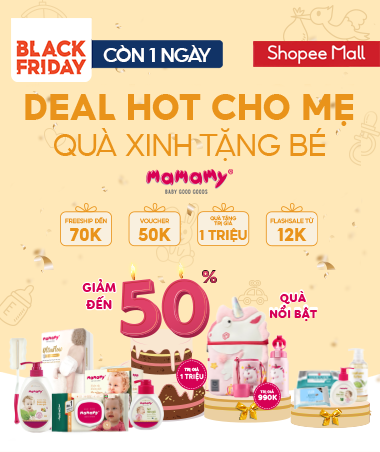 BLACK
FRIDAY
CÒN 1 NGÀY
Shopee Mall
DEAL HOT CHO MẸ
QUÀ XINH TẶNG BÉ
MaMaMy®
BABY GOOD GOODS
FREESHIP ĐẾN
70K
VOUCHER
50K
QUÀ TẶNG
TRỊ GIÁ
1 TRIỆU
FLASHSALE TỪ
12K
GIẢM
ĐẾN
50%
QUÀ
NỔI BẬT
TRỊ GIÁ
1 TRIỆU
TRỊ GIÁ
990K
MaMaMy
MaMaMy